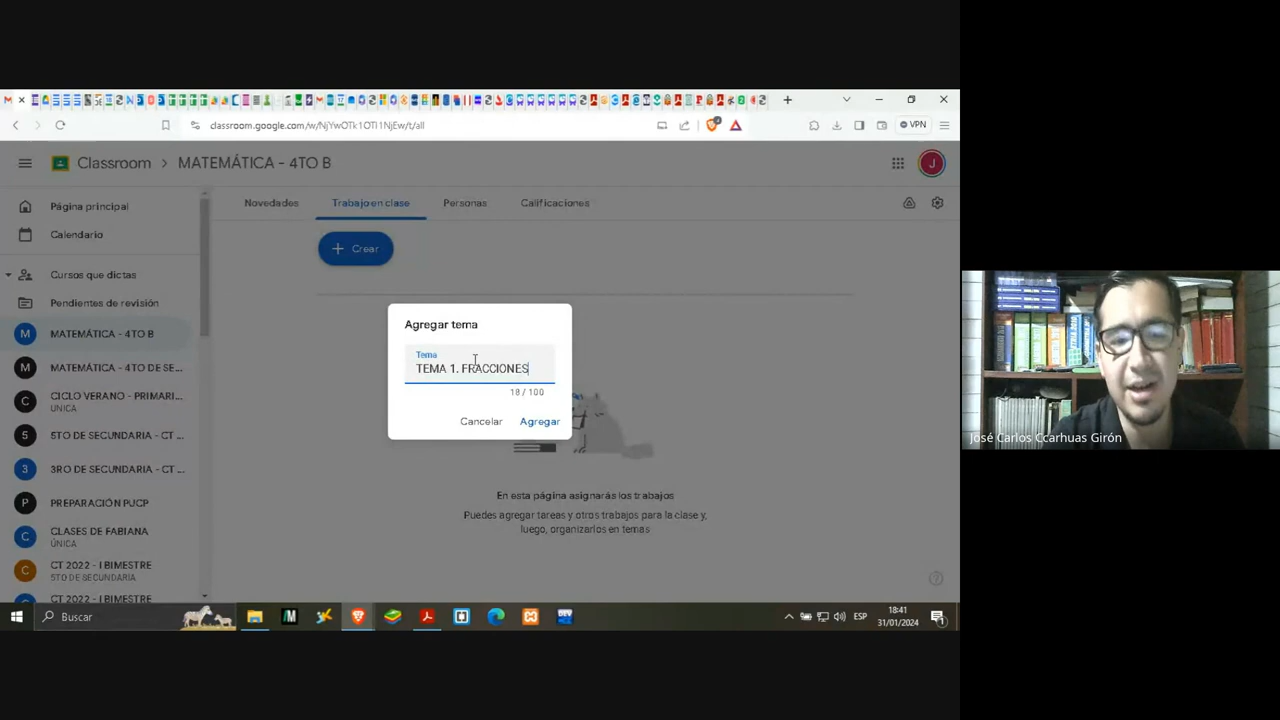 classroom.google.com/w/NjYwOTk1OTI1NjEw/t/all
VPN
Classroom > MATEMÁTICA - 4TO B
J
Página principal
Calendario
Cursos que dictas
Pendientes de revisión
M MATEMÁTICA - 4TO B
M MATEMÁTICA - 4TO DE SE...
C CICLO VERANO - PRIMARI...
UNICA
5 5TO DE SECUNDARIA - CT ...
3 3RO DE SECUNDARIA - CT ...
P PREPARACIÓN PUCP
C CLASES DE FABIANA
ÚNICA
C CT 2022 - I BIMESTRE
5TO DE SECUNDARIA
CT 2022 - I BIMESTRE
Novedades
Trabajo en clase
Personas
Calificaciones
+ Crear
Agregar tema
Tema
TEMA 1. FRACCIONES
18 / 100
Cancelar
Agregar
En esta página asignarás los trabajos
Puedes agregar tareas y otros trabajos para la clase y,
luego, organizarlos en temas
José Carlos Ccarhuas Girón
Buscar
ESP
18:41
31/01/2024